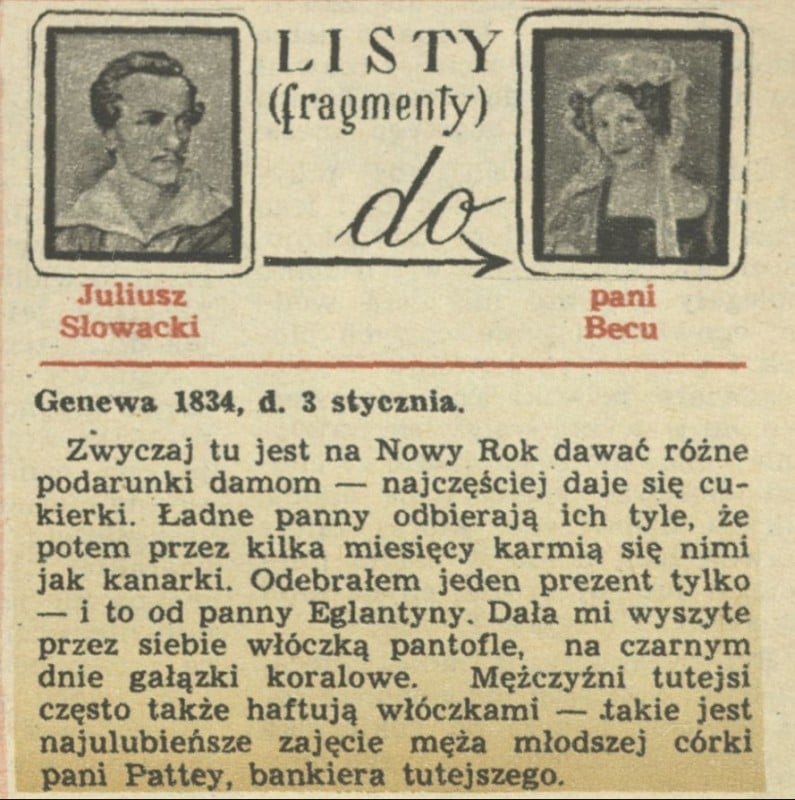 LISTY
(fragmenty)
do
Juliusz
Słowacki
pani
Becu
Genewa 1834, d. 3 stycznia.
Zwyczaj tu jest na Nowy Rok dawać różne
podarunki damom — najczęściej daje się cu-
kierki. Ładne panny odbierają ich tyle, że
potem przez kilka miesięcy karmią się nimi
jak kanarki. Odebrałem jeden prezent tylko
— i to od panny Eglantyny. Dała mi wyszyte
przez siebie włóczką pantofle, na czarnym
dnie gałązki koralowe. Mężczyźni tutejsi
często także haftują włóczkami — takie jest
najulubieńsze zajęcie męża młodszej córki
pani Pattey, bankiera tutejszego.